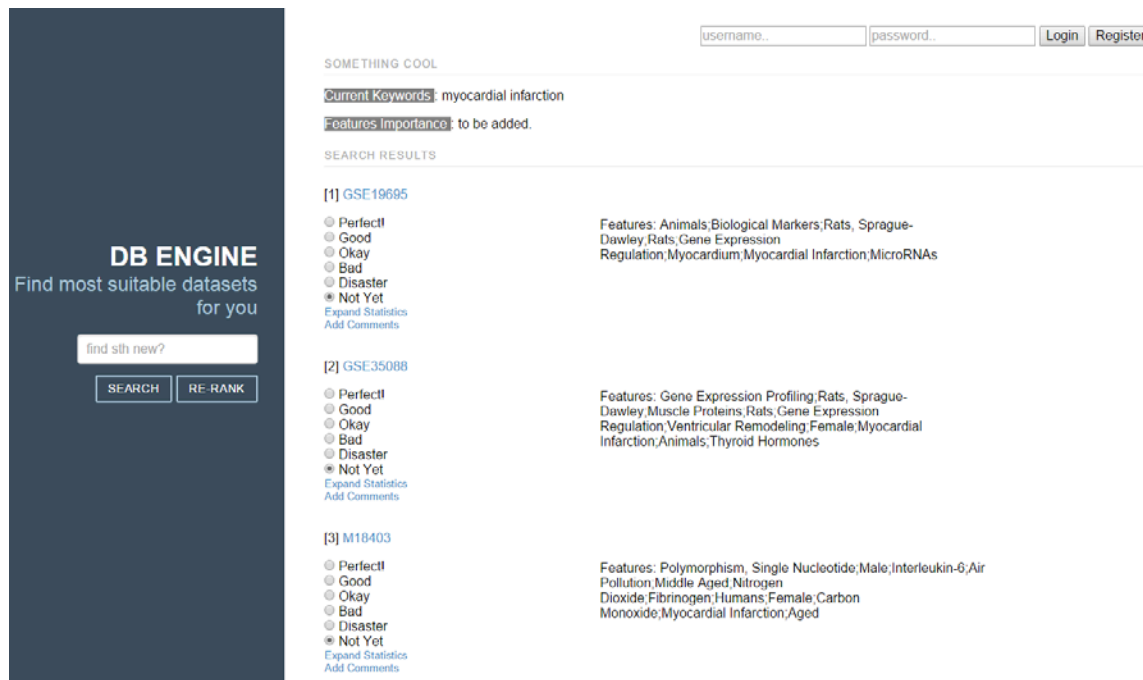 username..
password..
Login
Register
SOMETHING COOL
Current Keywords : myocardial infarction
Features Importance : to be added.
SEARCH RESULTS
DB ENGINE
Find most suitable datasets
for you
find sth new?
SEARCH
RE-RANK
[1] GSE19695
Perfect!
Good
Okay
Bad
Disaster
Not Yet
Expand Statistics
Add Comments
Features: Animals;Biological Markers;Rats, Sprague-
Dawley;Rats;Gene Expression
Regulation;Myocardium;Myocardial Infarction;MicroRNAs
[2] GSE35088
Perfect!
Good
Okay
Bad
Disaster
Not Yet
Expand Statistics
Add Comments
Features: Gene Expression Profiling;Rats, Sprague-
Dawley;Muscle Proteins;Rats;Gene Expression
Regulation;Ventricular Remodeling;Female;Myocardial
Infarction;Animals;Thyroid Hormones
[3] M18403
Perfect!
Good
Okay
Bad
Disaster
Not Yet
Expand Statistics
Add Comments
Features: Polymorphism, Single Nucleotide;Male;Interleukin-6;Air
Pollution;Middle Aged;Nitrogen
Dioxide;Fibrinogen;Humans;Female;Carbon
Monoxide;Myocardial Infarction;Aged